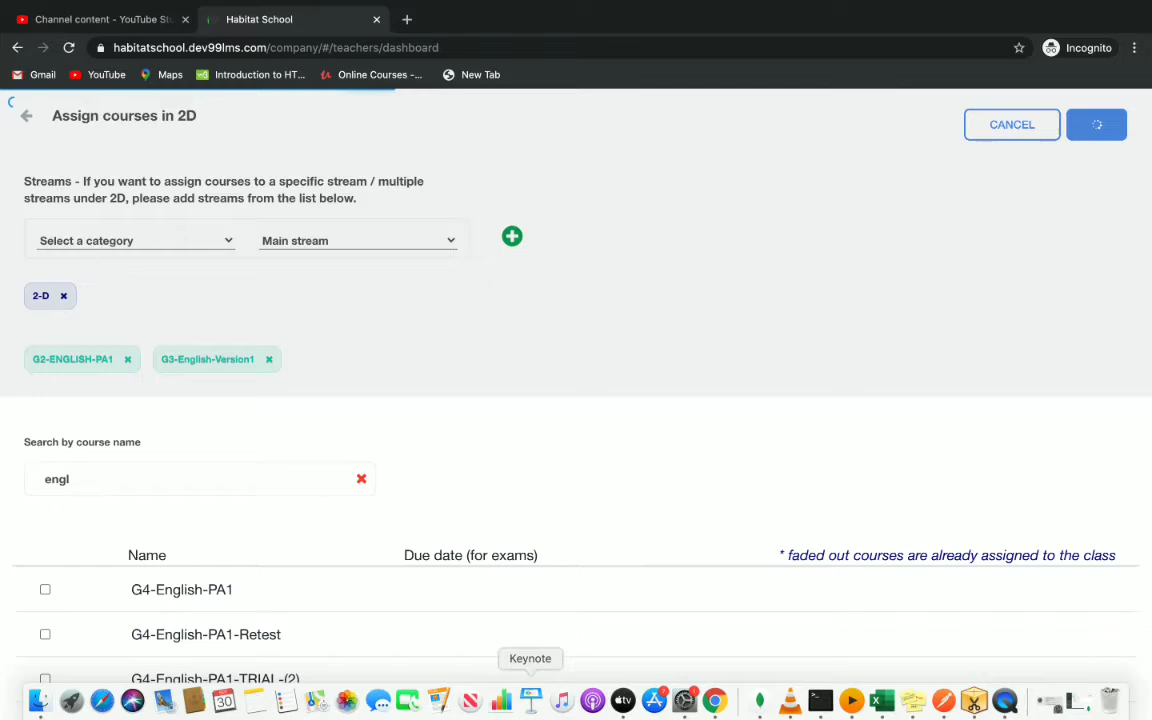 Channel content - YouTube Stu
Habitat School
habitatschool.dev99lms.com/company/#/teachers/dashboard
Incognito
Gmail YouTube Maps Introduction to HT... Online Courses -... New Tab
Assign courses in 2D
CANCEL
Streams - If you want to assign courses to a specific stream / multiple
streams under 2D, please add streams from the list below.
Select a category Main stream
2-D
G2-ENGLISH-PA1 G3-English-Version1
Search by course name
engl
Name Due date (for exams) * faded out courses are already assigned to the class
G4-English-PA1
G4-English-PA1-Retest
G4-English-PA1-TRIAL-(2)
Keynote
30
tv
7
1